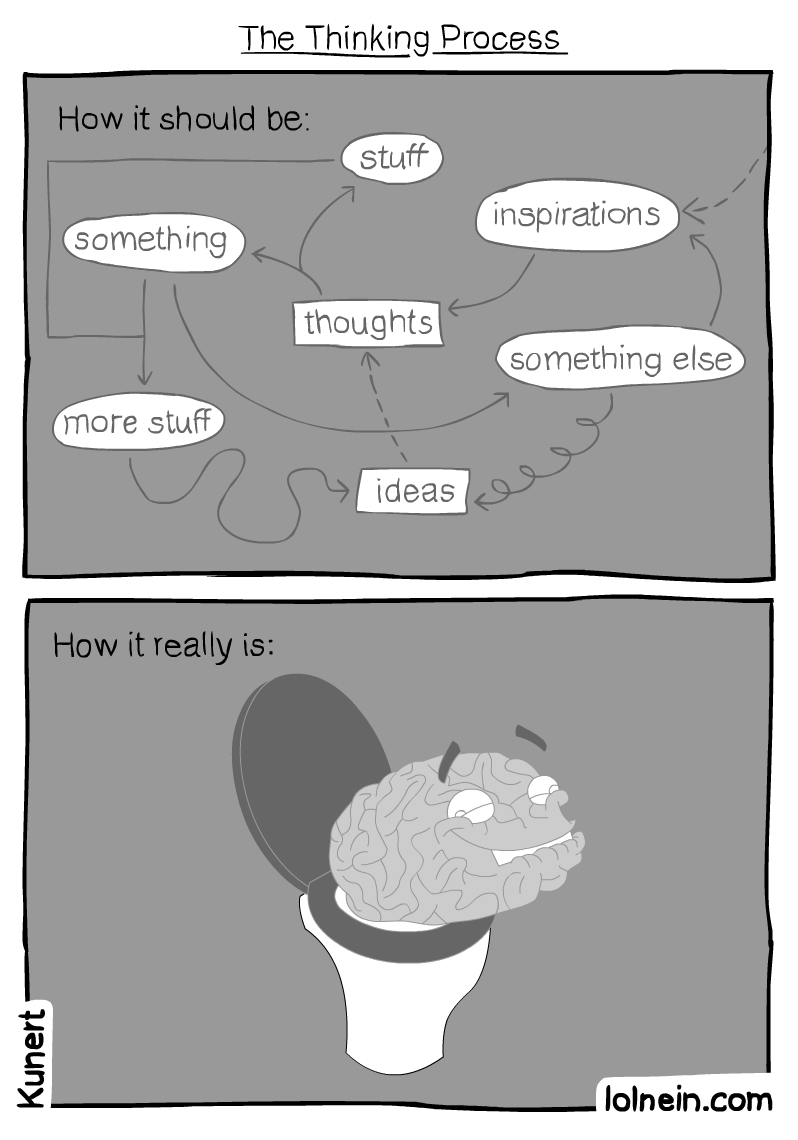 The Thinking Process
How it should be:
stuff
inspirations
something
thoughts
something else
more stuff
ideas
How it really is:
Kunert
lolnein.com